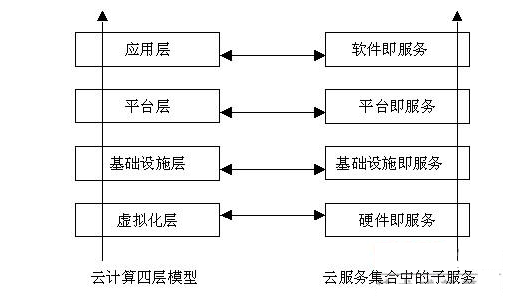 应用层
软件即服务
平台层
平台即服务
基础设施层
基础设施即服务
虚拟化层
硬件即服务
云计算四层模型
云服务集合中的子服务